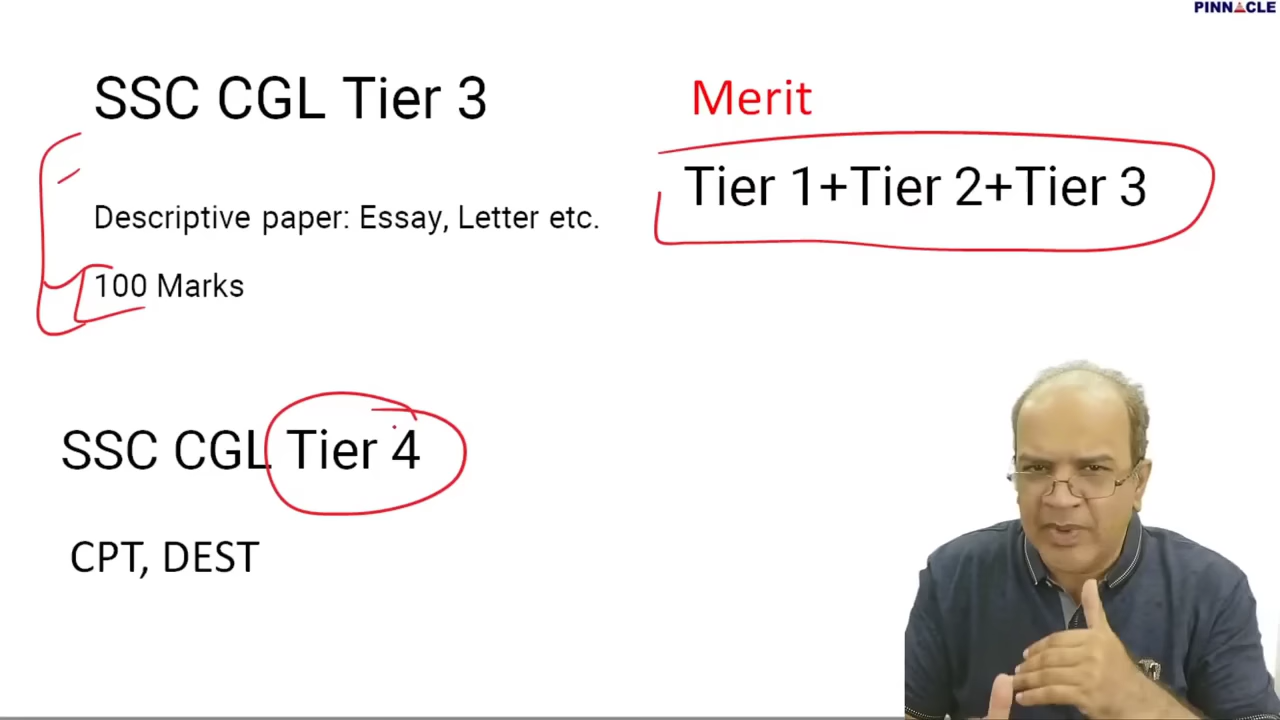 PINNACLE
SSC CGL Tier 3
Merit
Tier 1+Tier 2+Tier 3
Descriptive paper: Essay, Letter etc.
100 Marks
SSC CGL Tier 4
CPT, DEST